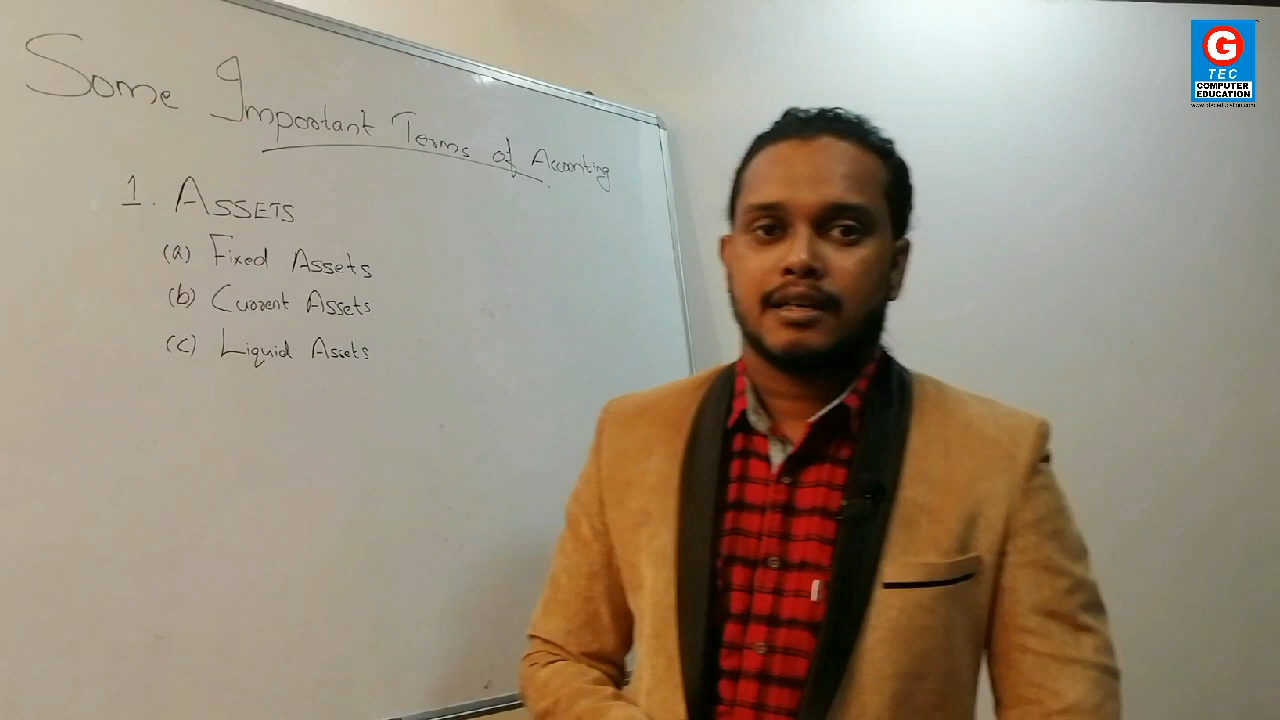 Some Important Terms of Accounting
1. ASSETS
(a) Fixed Assets
(b) Current Assets
(c) Liquid Assets
G
TEC
COMPUTER
EDUCATION